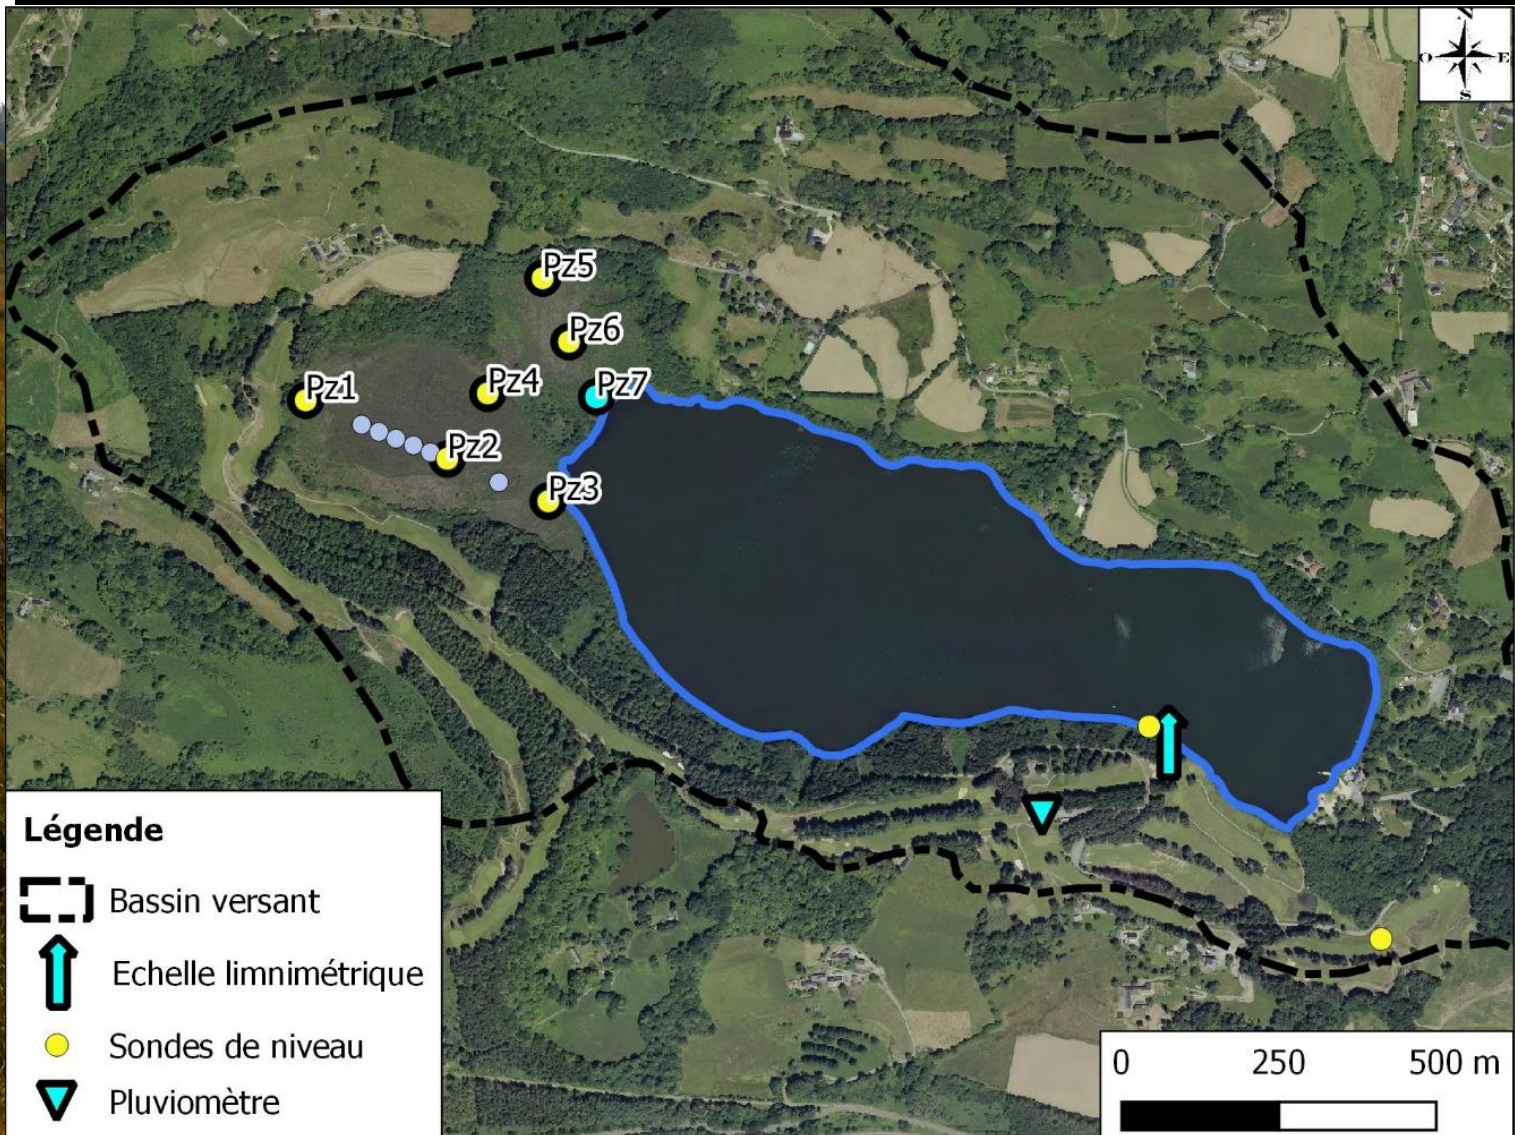 N
O E
S
Pz5
Pz6
Pz1
Pz4
Pz7
Pz2
Pz3
Légende
Bassin versant
Echelle limnimétrique
Sondes de niveau
Pluviomètre
0 250 500 m